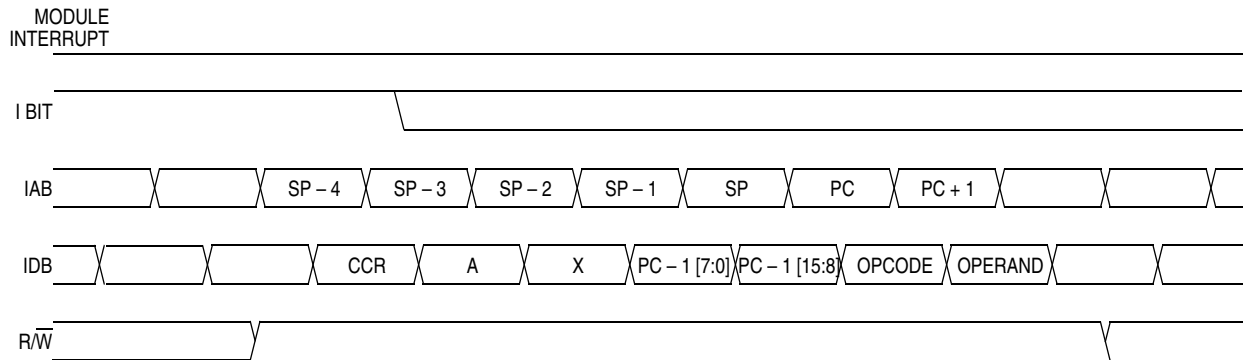 MODULE
INTERRUPT
I BIT
IAB SP – 4 SP – 3 SP – 2 SP – 1 SP PC PC + 1
IDB CCR A X PC – 1 [7:0] PC – 1 [15:8] OPCODE OPERAND
R/W̅